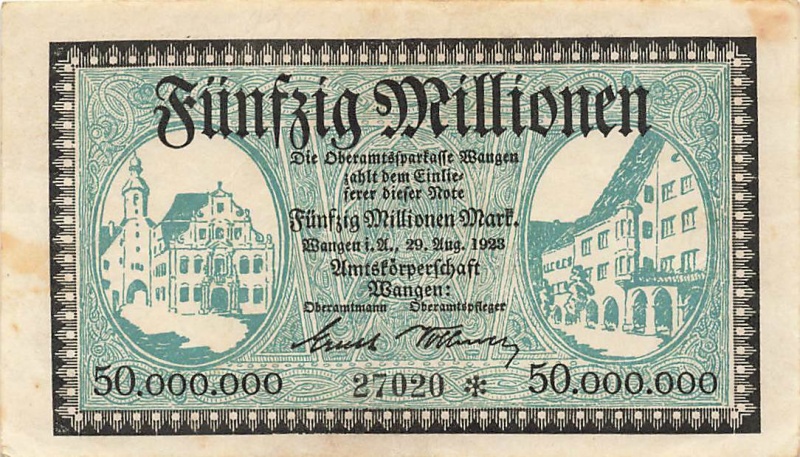 Fünfzig Millionen
Die Oberamtssparkasse Wangen
zahlt dem Einlie-
ferer dieser Note
Fünfzig Millionen Mark.
Wangen i. A., 29. Aug. 1923
Amtskörperschaft
Wangen:
Oberamtmann Oberamtspfleger
50.000.000 27020 * 50.000.000